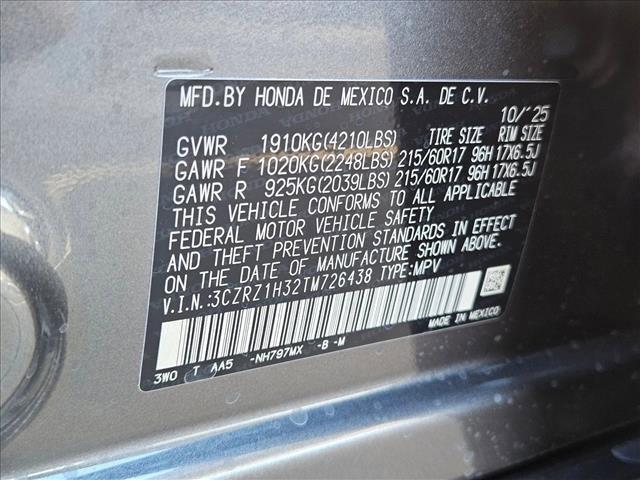 MFD.BY HONDA DE MEXICO S.A. DE C.V.
10/'25
GVWR 1910KG(4210LBS) TIRE SIZE RIM SIZE
GAWR F 1020KG(2248LBS) 215/60R17 96H 17X6.5J
GAWR R 925KG(2039LBS) 215/60R17 96H 17X6.5J
THIS VEHICLE CONFORMS TO ALL APPLICABLE
FEDERAL MOTOR VEHICLE SAFETY
AND THEFT PREVENTION STANDARDS IN EFFECT
ON THE DATE OF MANUFACTURE SHOWN ABOVE.
V.I.N.:3CZRZ1H32TM726438 TYPE:MPV
MADE IN MEXICO
3W0 T AA5 -NH797MX -B -M